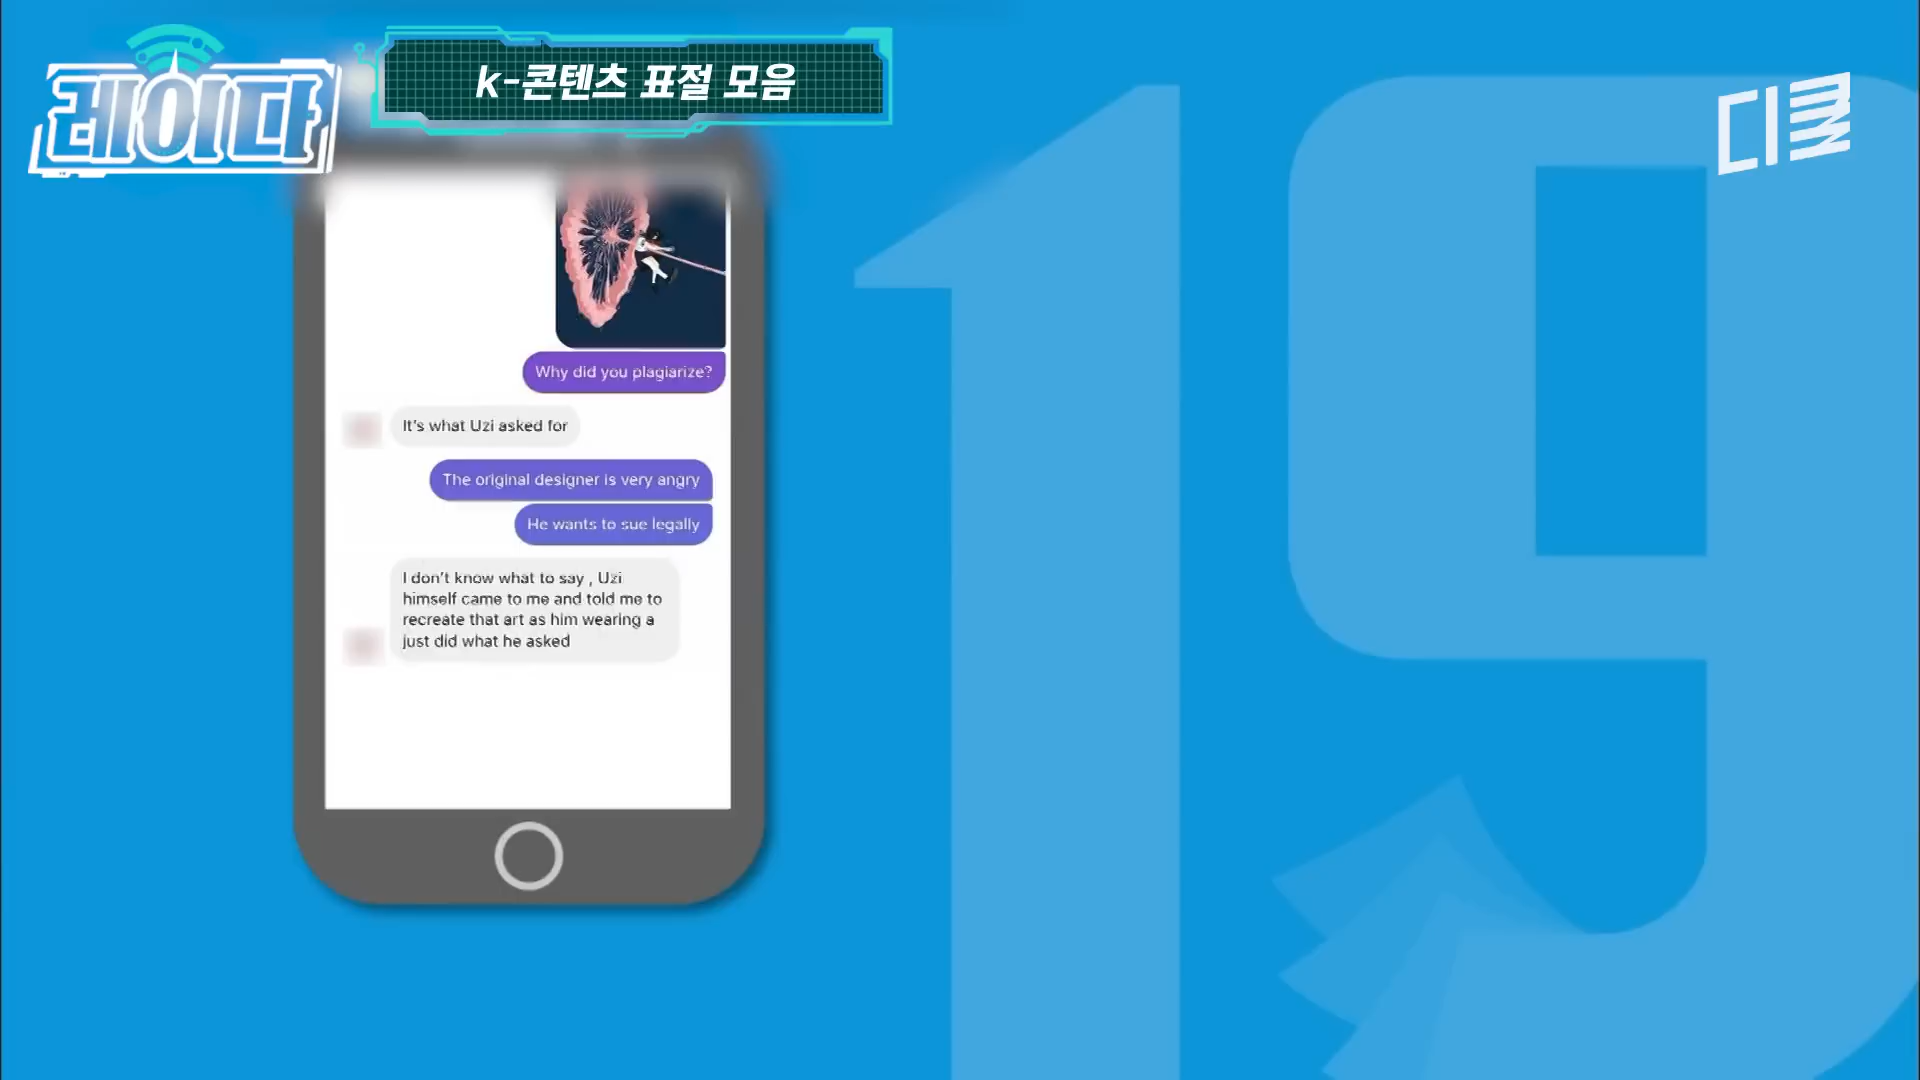 레이다
k-콘텐츠 표절 모음
디클
19
Why did you plagiarize?
It's what Uzi asked for
The original designer is very angry
He wants to sue legally
I don't know what to say , Uzi
himself came to me and told me to
recreate that art as him wearing a
just did what he asked